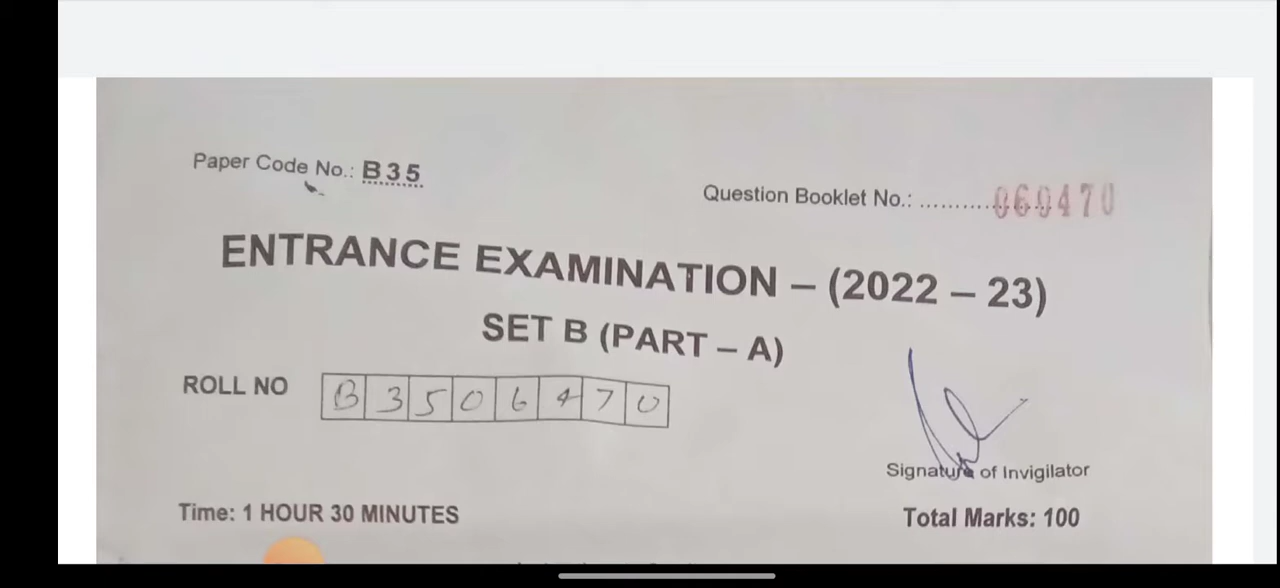 Paper Code No.: B35
Question Booklet No.: ..........060470
ENTRANCE EXAMINATION – (2022 – 23)
SET B (PART – A)
ROLL NO B3506470
Signature of Invigilator
Time: 1 HOUR 30 MINUTES
Total Marks: 100